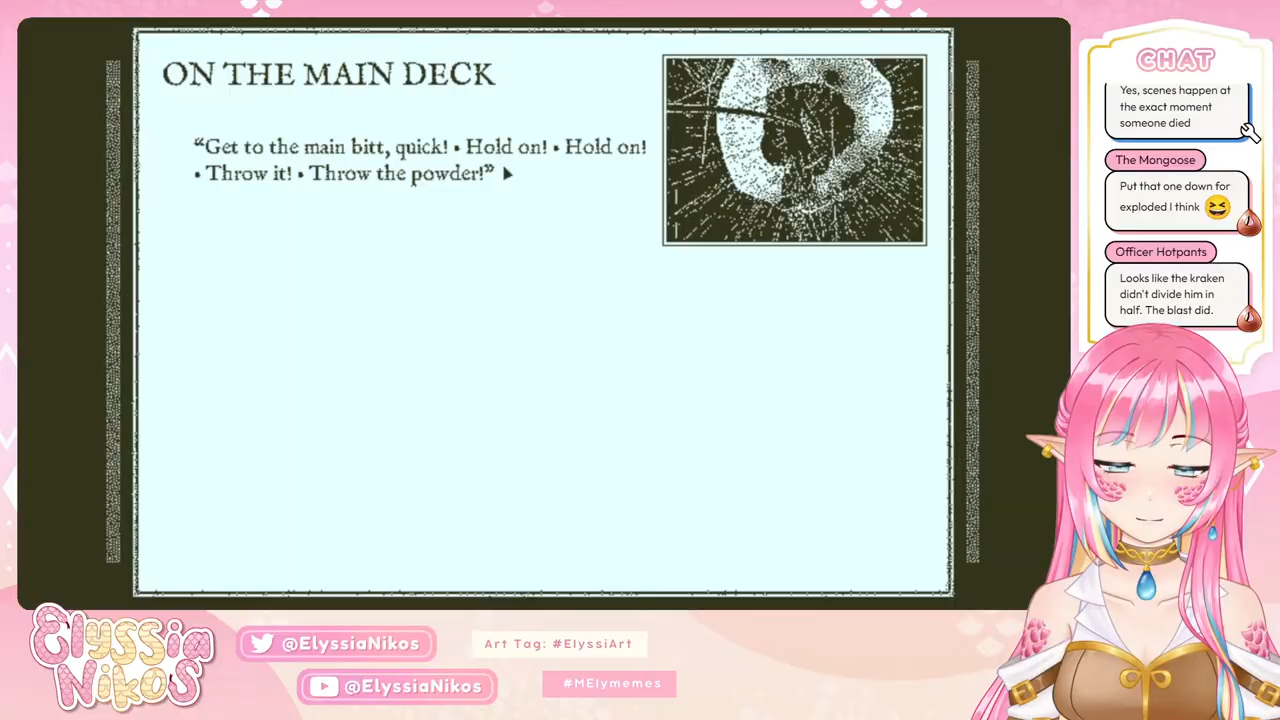 ON THE MAIN DECK
“Get to the main bitt, quick! • Hold on! • Hold on!
• Throw it! • Throw the powder!”
CHAT
Yes, scenes happen at
the exact moment
someone died
The Mongoose
Put that one down for
exploded I think
Officer Hotpants
Looks like the kraken
didn't divide him in
half. The blast did.
Elyssia
Nikos
@ElyssiaNikos
Art Tag: #ElyssiArt
@ElyssiaNikos
#MElymemes